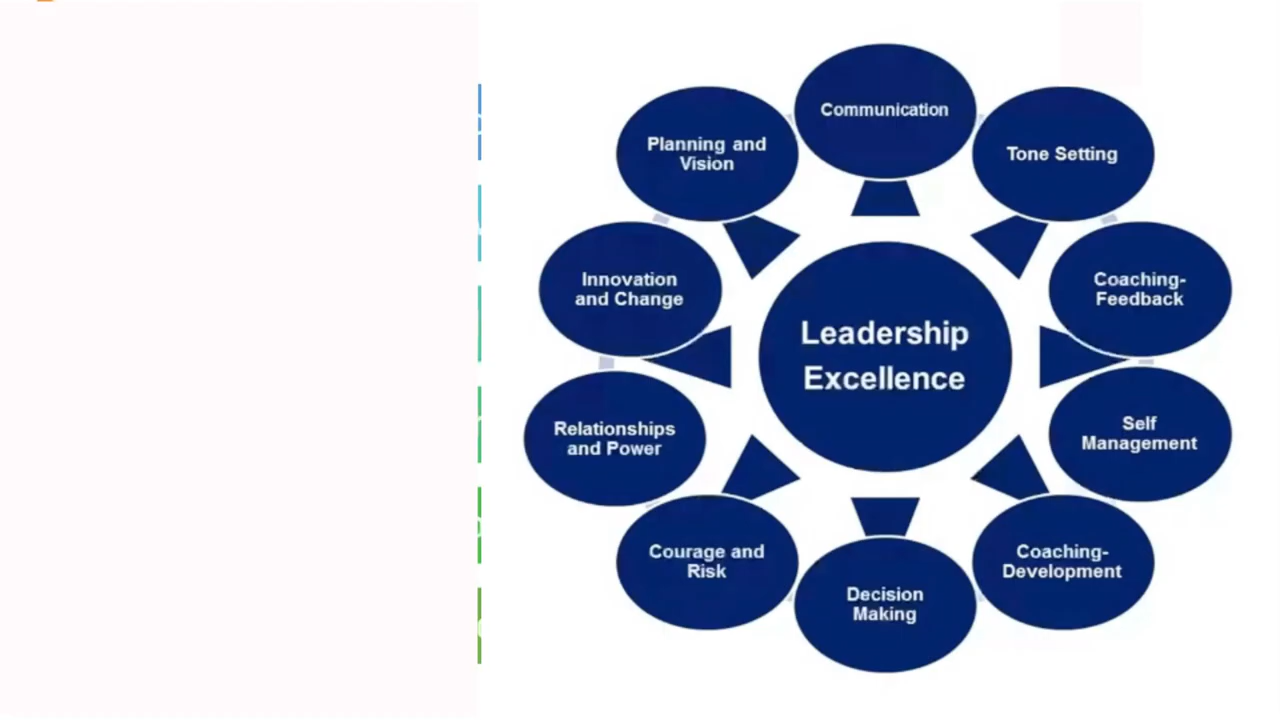 Communication
Planning and
Vision
Tone Setting
Innovation
and Change
Coaching-
Feedback
Leadership
Excellence
Relationships
and Power
Self
Management
Courage and
Risk
Coaching-
Development
Decision
Making